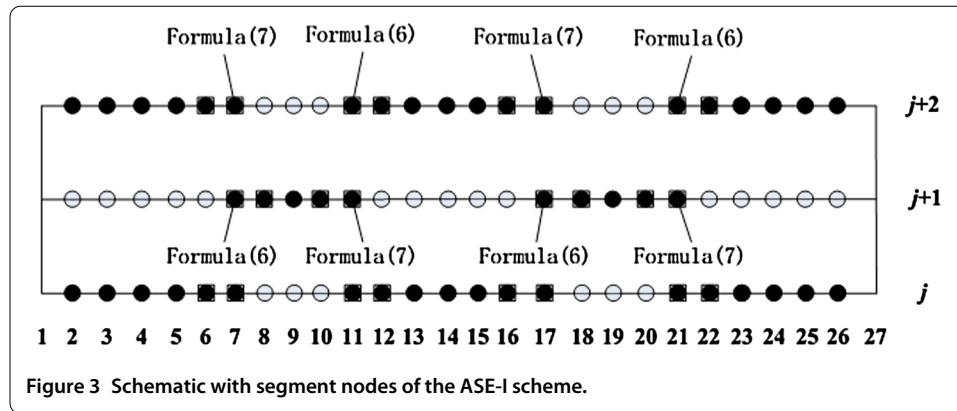 Formula(7) Formula(6) Formula(7) Formula(6)
j+2
j+1
Formula(6) Formula(7) Formula(6) Formula(7)
j
1 2 3 4 5 6 7 8 9 10 11 12 13 14 15 16 17 18 19 20 21 22 23 24 25 26 27
Figure 3 Schematic with segment nodes of the ASE-I scheme.